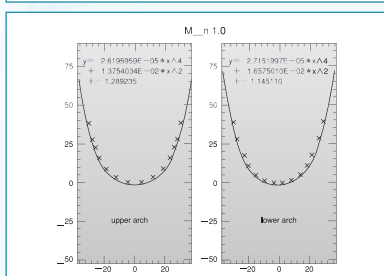 M__n 1.0
y= 2.6195959E−05*x∧4
+ 1.3754034E−02*x∧2
+− 1.289235
75
50
25
0
−25
−50
upper arch
−20 0 20
y= 2.7151997E−05*x∧4
+ 1.6575010E−02*x∧2
+− 1.145110
75
50
25
0
−25
−50
lower arch
−20 0 20